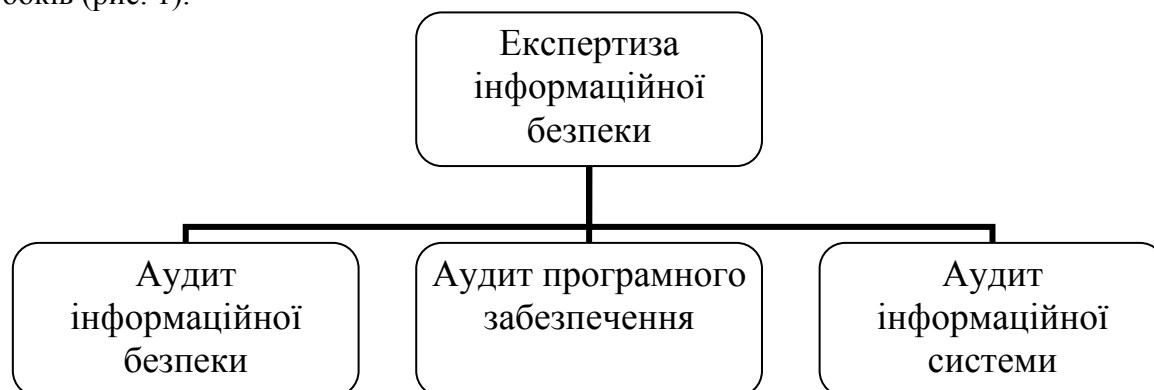 (рис. 1).
Експертиза
інформаційної
безпеки
Аудит
інформаційної
безпеки
Аудит програмного
забезпечення
Аудит
інформаційної
системи